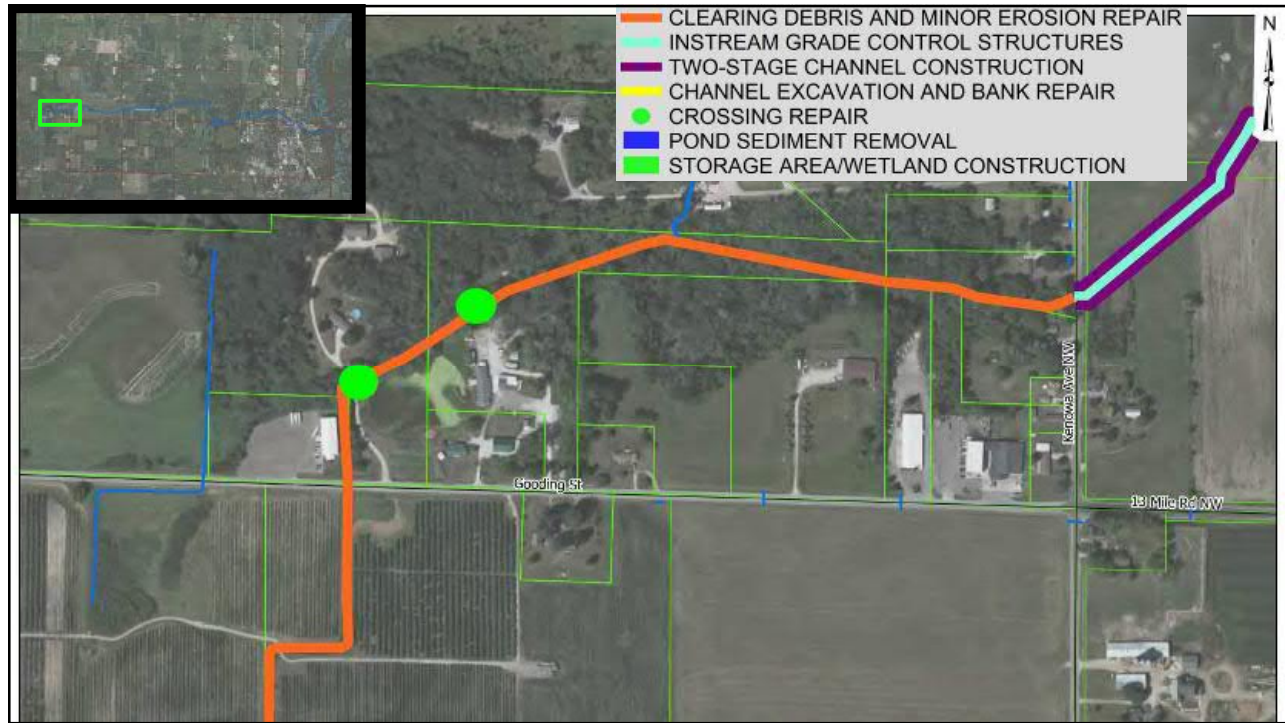 CLEARING DEBRIS AND MINOR EROSION REPAIR
INSTREAM GRADE CONTROL STRUCTURES
TWO-STAGE CHANNEL CONSTRUCTION
CHANNEL EXCAVATION AND BANK REPAIR
CROSSING REPAIR
POND SEDIMENT REMOVAL
STORAGE AREA/WETLAND CONSTRUCTION
N
Kenowa Ave NW
Gooding St
13 Mile Rd NW